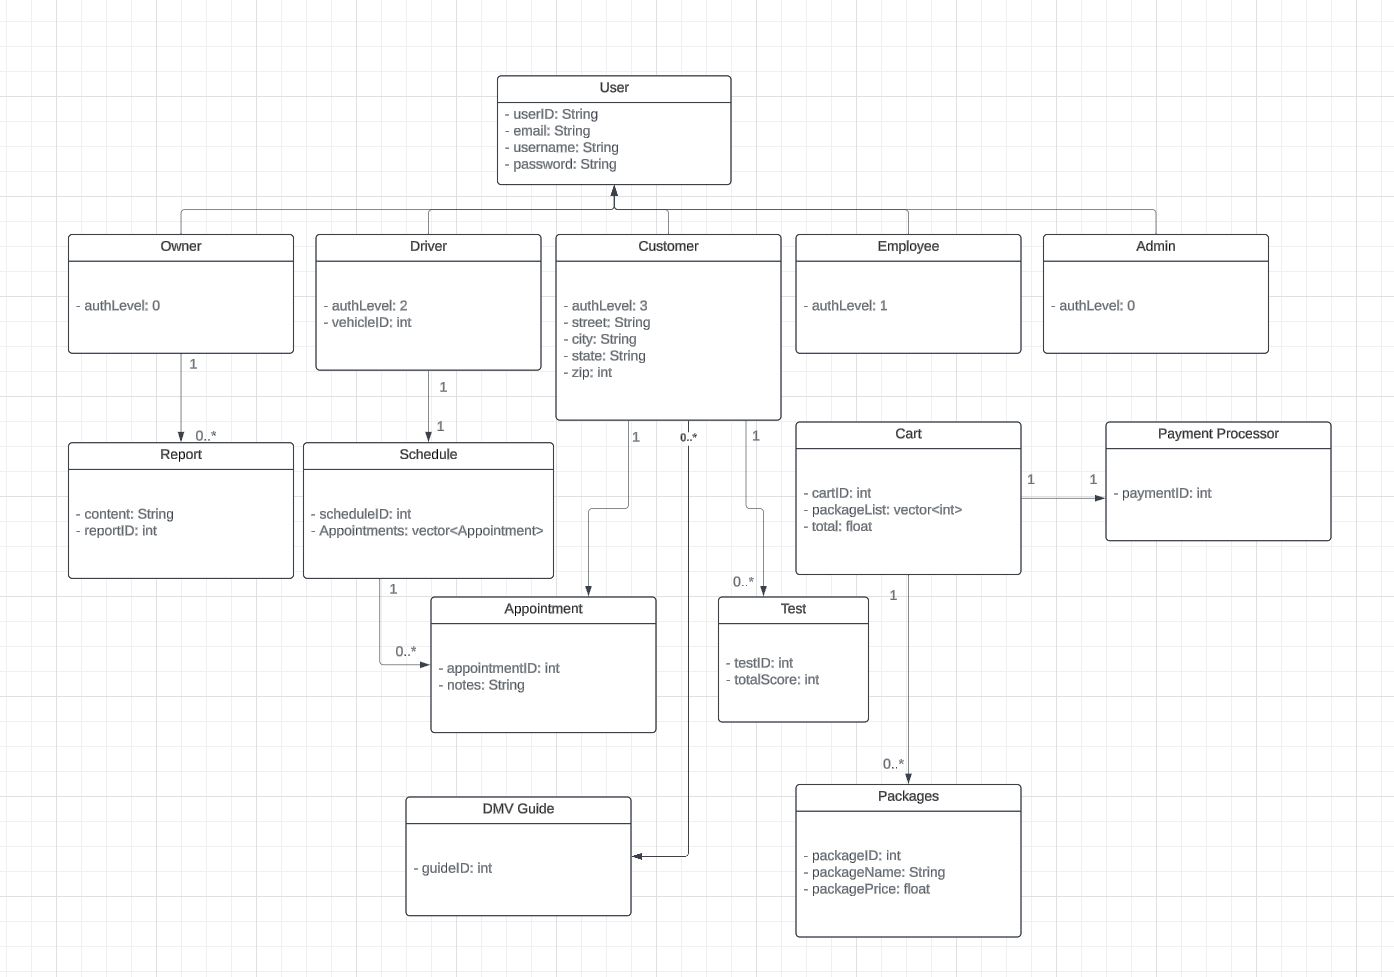 User
- userID: String
- email: String
- username: String
- password: String
Owner
- authLevel: 0
Driver
- authLevel: 2
- vehicleID: int
Customer
- authLevel: 3
- street: String
- city: String
- state: String
- zip: int
Employee
- authLevel: 1
Admin
- authLevel: 0
1
0..*
1
1
1
0..*
1
Report
- content: String
- reportID: int
Schedule
- scheduleID: int
- Appointments: vector<Appointment>
Cart
- cartID: int
- packageList: vector<int>
- total: float
1
1
Payment Processor
- paymentID: int
1
0..*
Appointment
- appointmentID: int
- notes: String
0..*
Test
- testID: int
- totalScore: int
1
0..*
DMV Guide
- guideID: int
Packages
- packageID: int
- packageName: String
- packagePrice: float